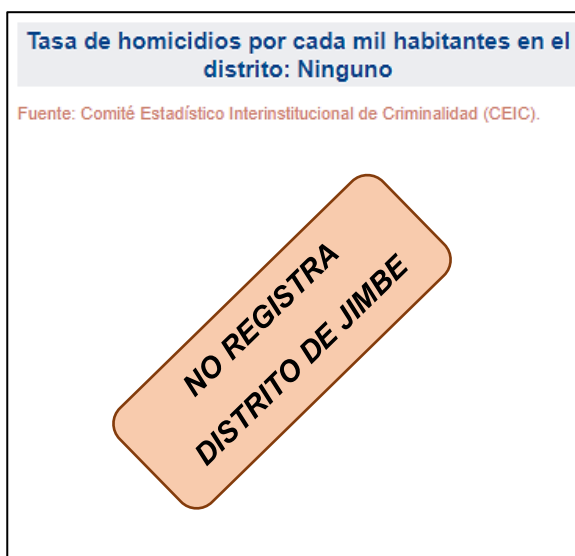 Tasa de homicidios por cada mil habitantes en el
distrito: Ninguno
Fuente: Comité Estadístico Interinstitucional de Criminalidad (CEIC).
NO REGISTRA
DISTRITO DE JIMBE